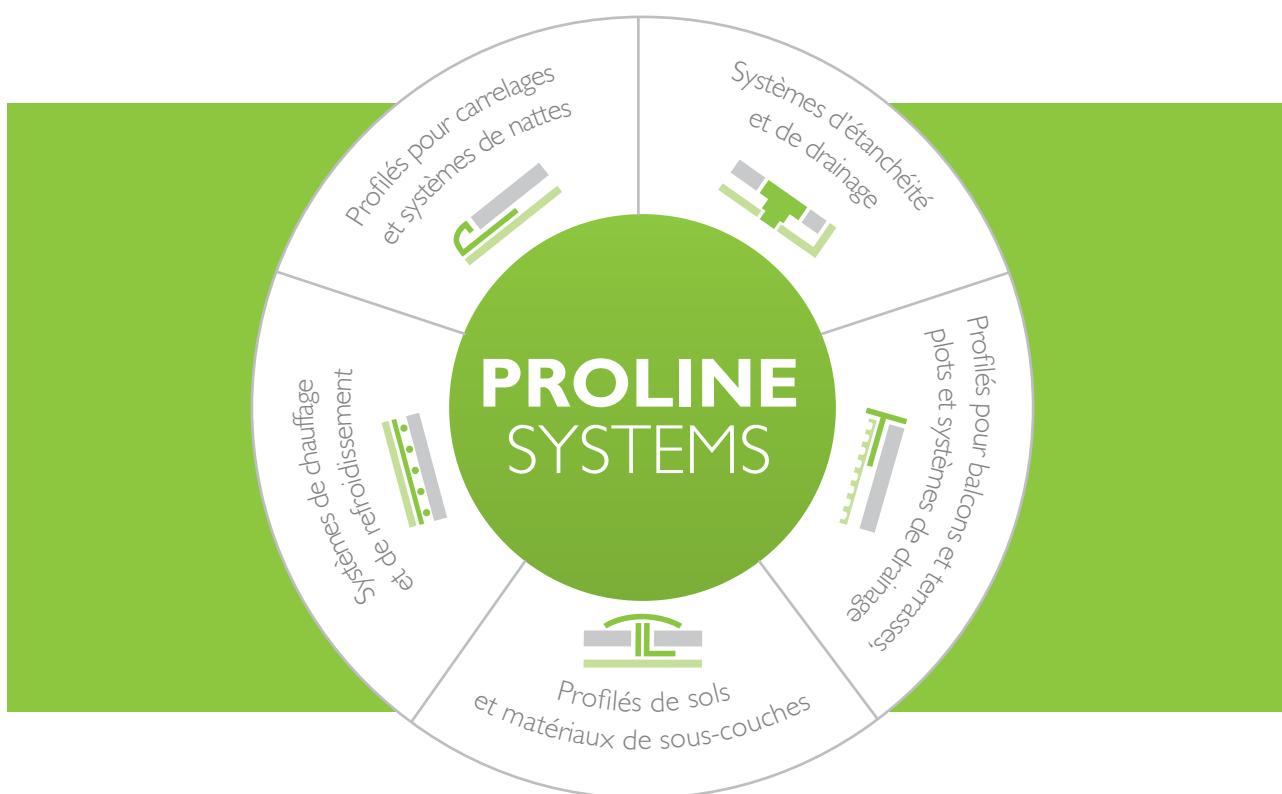 Profilés pour carrelages
et systèmes de nattes
Systèmes d'étanchéité
et de drainage
Profilés pour balcons et terrasses,
plots et systèmes de drainage
Profilés de sols
et matériaux de sous-couches
Systèmes de chauffage
et de refroidissement
PROLINE
SYSTEMS